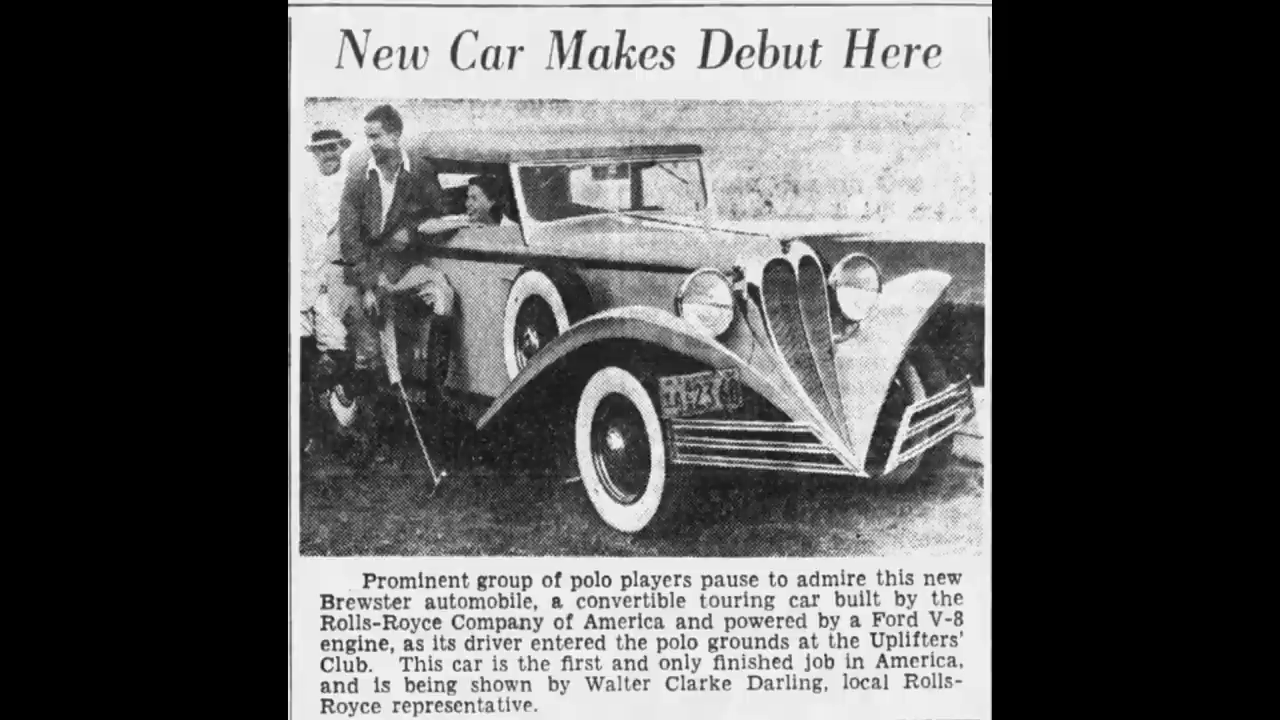 New Car Makes Debut Here
Prominent group of polo players pause to admire this new
Brewster automobile, a convertible touring car built by the
Rolls-Royce Company of America and powered by a Ford V-8
engine, as its driver entered the polo grounds at the Uplifters'
Club. This car is the first and only finished job in America,
and is being shown by Walter Clarke Darling, local Rolls-
Royce representative.